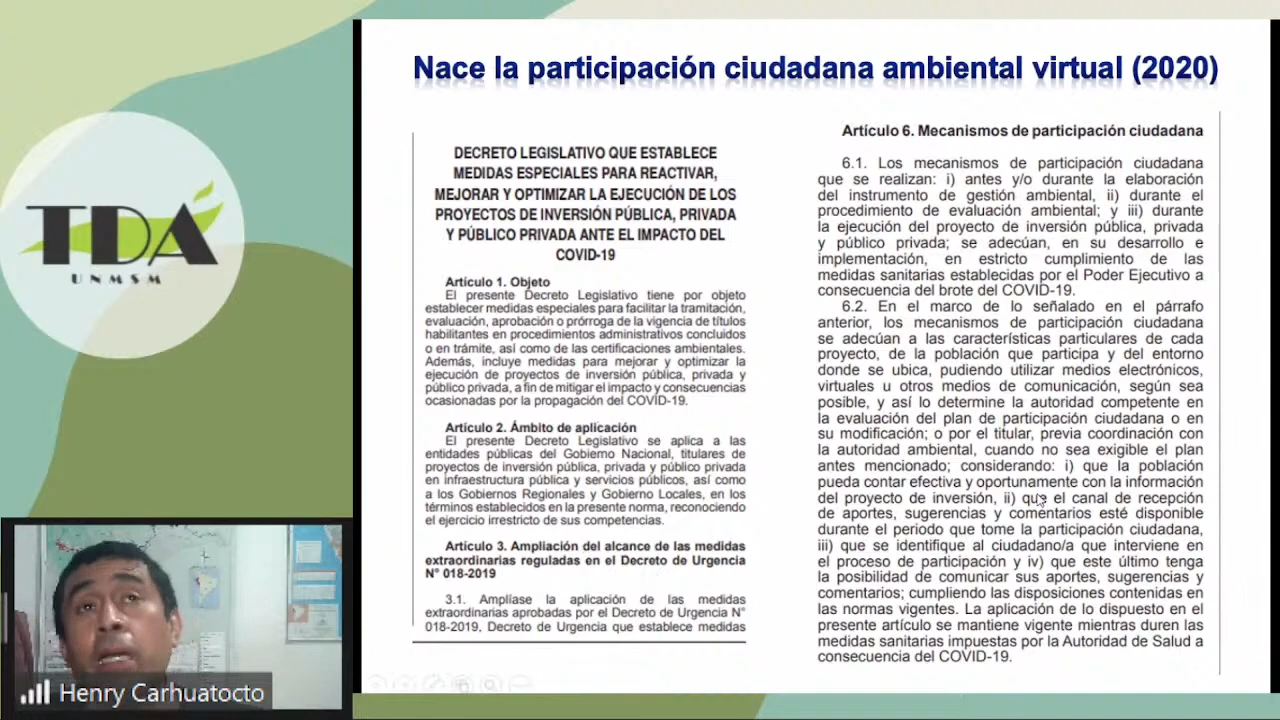 Nace la participación ciudadana ambiental virtual (2020)
TDA
UNMSM
DECRETO LEGISLATIVO QUE ESTABLECE
MEDIDAS ESPECIALES PARA REACTIVAR,
MEJORAR Y OPTIMIZAR LA EJECUCIÓN DE LOS
PROYECTOS DE INVERSIÓN PÚBLICA, PRIVADA
Y PÚBLICO PRIVADA ANTE EL IMPACTO DEL
COVID-19
Artículo 1. Objeto
El presente Decreto Legislativo tiene por objeto
establecer medidas especiales para facilitar la tramitación,
evaluación, aprobación o prórroga de la vigencia de títulos
habilitantes en procedimientos administrativos concluidos
o en trámite, así como de las certificaciones ambientales.
Además, incluye medidas para mejorar y optimizar la
ejecución de proyectos de inversión pública, privada y
público privada, a fin de mitigar el impacto y consecuencias
ocasionadas por la propagación del COVID-19.
Artículo 2. Ámbito de aplicación
El presente Decreto Legislativo se aplica a las
entidades públicas del Gobierno Nacional, titulares de
proyectos de inversión pública, privada y público privada
en infraestructura pública y servicios públicos, así como
a los Gobiernos Regionales y Gobierno Locales, en los
términos establecidos en la presente norma, reconociendo
el ejercicio irrestricto de sus competencias.
Artículo 3. Ampliación del alcance de las medidas
extraordinarias reguladas en el Decreto de Urgencia
N° 018-2019
3.1. Amplíase la aplicación de las medidas
extraordinarias aprobadas por el Decreto de Urgencia N°
018-2019, Decreto de Urgencia que establece medidas
Artículo 6. Mecanismos de participación ciudadana
6.1. Los mecanismos de participación ciudadana
que se realizan: i) antes y/o durante la elaboración
del instrumento de gestión ambiental, ii) durante el
procedimiento de evaluación ambiental; y iii) durante
la ejecución del proyecto de inversión pública, privada
y público privada; se adecúan, en su desarrollo e
implementación, en estricto cumplimiento de las
medidas sanitarias establecidas por el Poder Ejecutivo a
consecuencia del brote del COVID-19.
6.2. En el marco de lo señalado en el párrafo
anterior, los mecanismos de participación ciudadana
se adecúan a las características particulares de cada
proyecto, de la población que participa y del entorno
donde se ubica, pudiendo utilizar medios electrónicos,
virtuales u otros medios de comunicación, según sea
posible, y así lo determine la autoridad competente en
la evaluación del plan de participación ciudadana o en
su modificación; o por el titular, previa coordinación con
la autoridad ambiental, cuando no sea exigible el plan
antes mencionado; considerando: i) que la población
pueda contar efectiva y oportunamente con la información
del proyecto de inversión, ii) que el canal de recepción
de aportes, sugerencias y comentarios esté disponible
durante el periodo que tome la participación ciudadana,
iii) que se identifique al ciudadano/a que interviene en
el proceso de participación y iv) que este último tenga
la posibilidad de comunicar sus aportes, sugerencias y
comentarios; cumpliendo las disposiciones contenidas en
las normas vigentes. La aplicación de lo dispuesto en el
presente artículo se mantiene vigente mientras duren las
medidas sanitarias impuestas por la Autoridad de Salud a
consecuencia del COVID-19.
Henry Carhuatocto